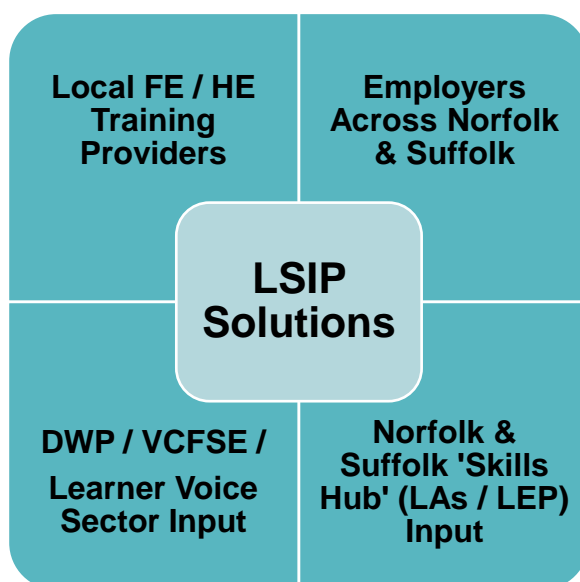 Local FE / HE
Training
Providers
Employers
Across Norfolk
& Suffolk
LSIP
Solutions
DWP / VCFSE /
Learner Voice
Sector Input
Norfolk &
Suffolk 'Skills
Hub' (LAs / LEP)
Input